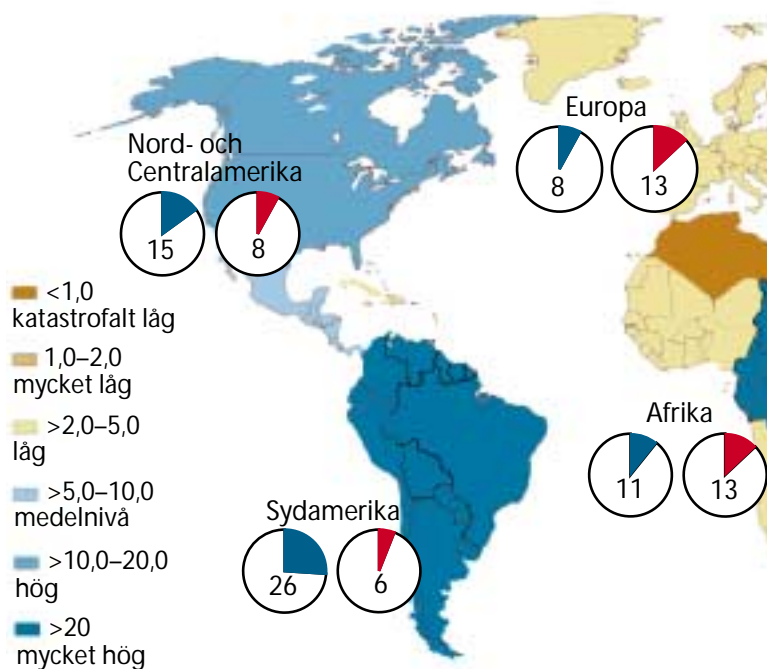 Europa
8
13
Nord- och
Centralamerika
15
8
<1,0
katastrofalt låg
1,0–2,0
mycket låg
>2,0–5,0
låg
>5,0–10,0
medelnivå
>10,0–20,0
hög
>20
mycket hög
Afrika
11
13
Sydamerika
26
6